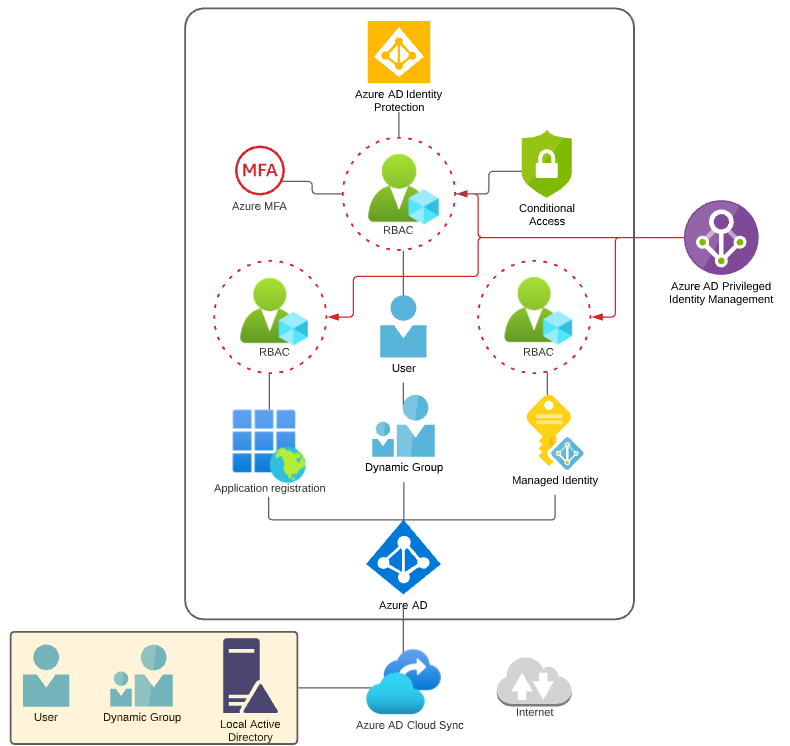 Azure AD Identity
Protection
MFA
Azure MFA
RBAC
Conditional
Access
Azure AD Privileged
Identity Management
RBAC
User
RBAC
Application registration
Dynamic Group
Managed Identity
Azure AD
User
Dynamic Group
Local Active
Directory
Azure AD Cloud Sync
Internet